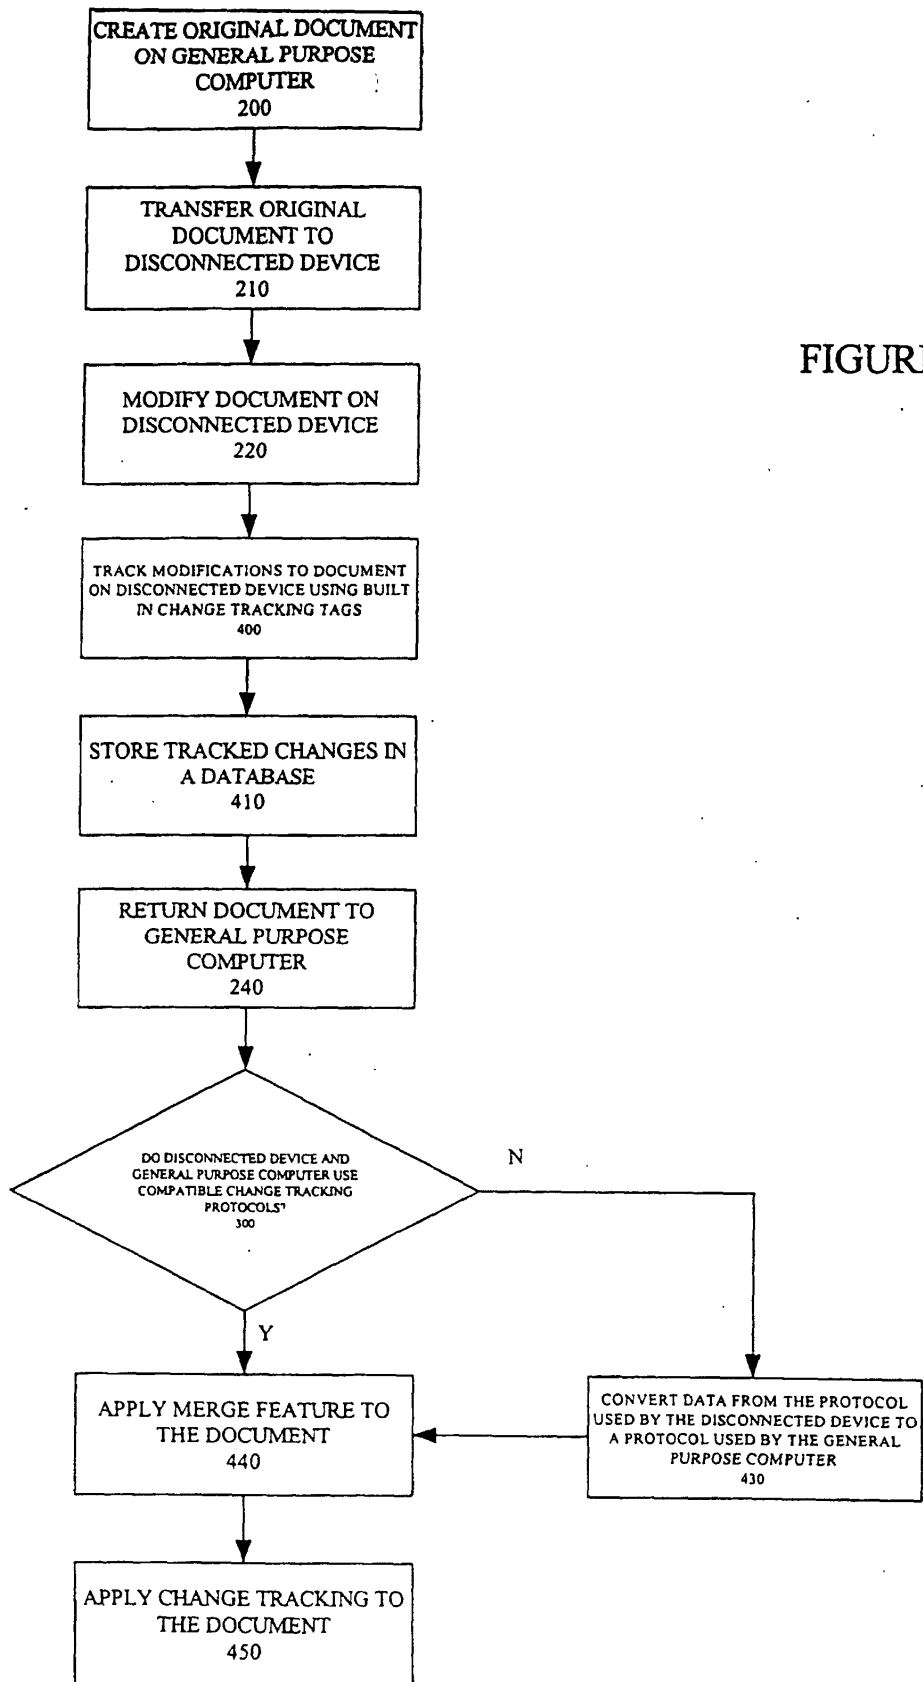 CREATE ORIGINAL DOCUMENT
ON GENERAL PURPOSE
COMPUTER
200
TRANSFER ORIGINAL
DOCUMENT TO
DISCONNECTED DEVICE
210
FIGURE
MODIFY DOCUMENT ON
DISCONNECTED DEVICE
220
TRACK MODIFICATIONS TO DOCUMENT
ON DISCONNECTED DEVICE USING BUILT
IN CHANGE TRACKING TAGS
400
STORE TRACKED CHANGES IN
A DATABASE
410
RETURN DOCUMENT TO
GENERAL PURPOSE
COMPUTER
240
DO DISCONNECTED DEVICE AND
GENERAL PURPOSE COMPUTER USE
COMPATIBLE CHANGE TRACKING
PROTOCOLS?
300
N
Y
APPLY MERGE FEATURE TO
THE DOCUMENT
440
CONVERT DATA FROM THE PROTOCOL
USED BY THE DISCONNECTED DEVICE TO
A PROTOCOL USED BY THE GENERAL
PURPOSE COMPUTER
430
APPLY CHANGE TRACKING TO
THE DOCUMENT
450